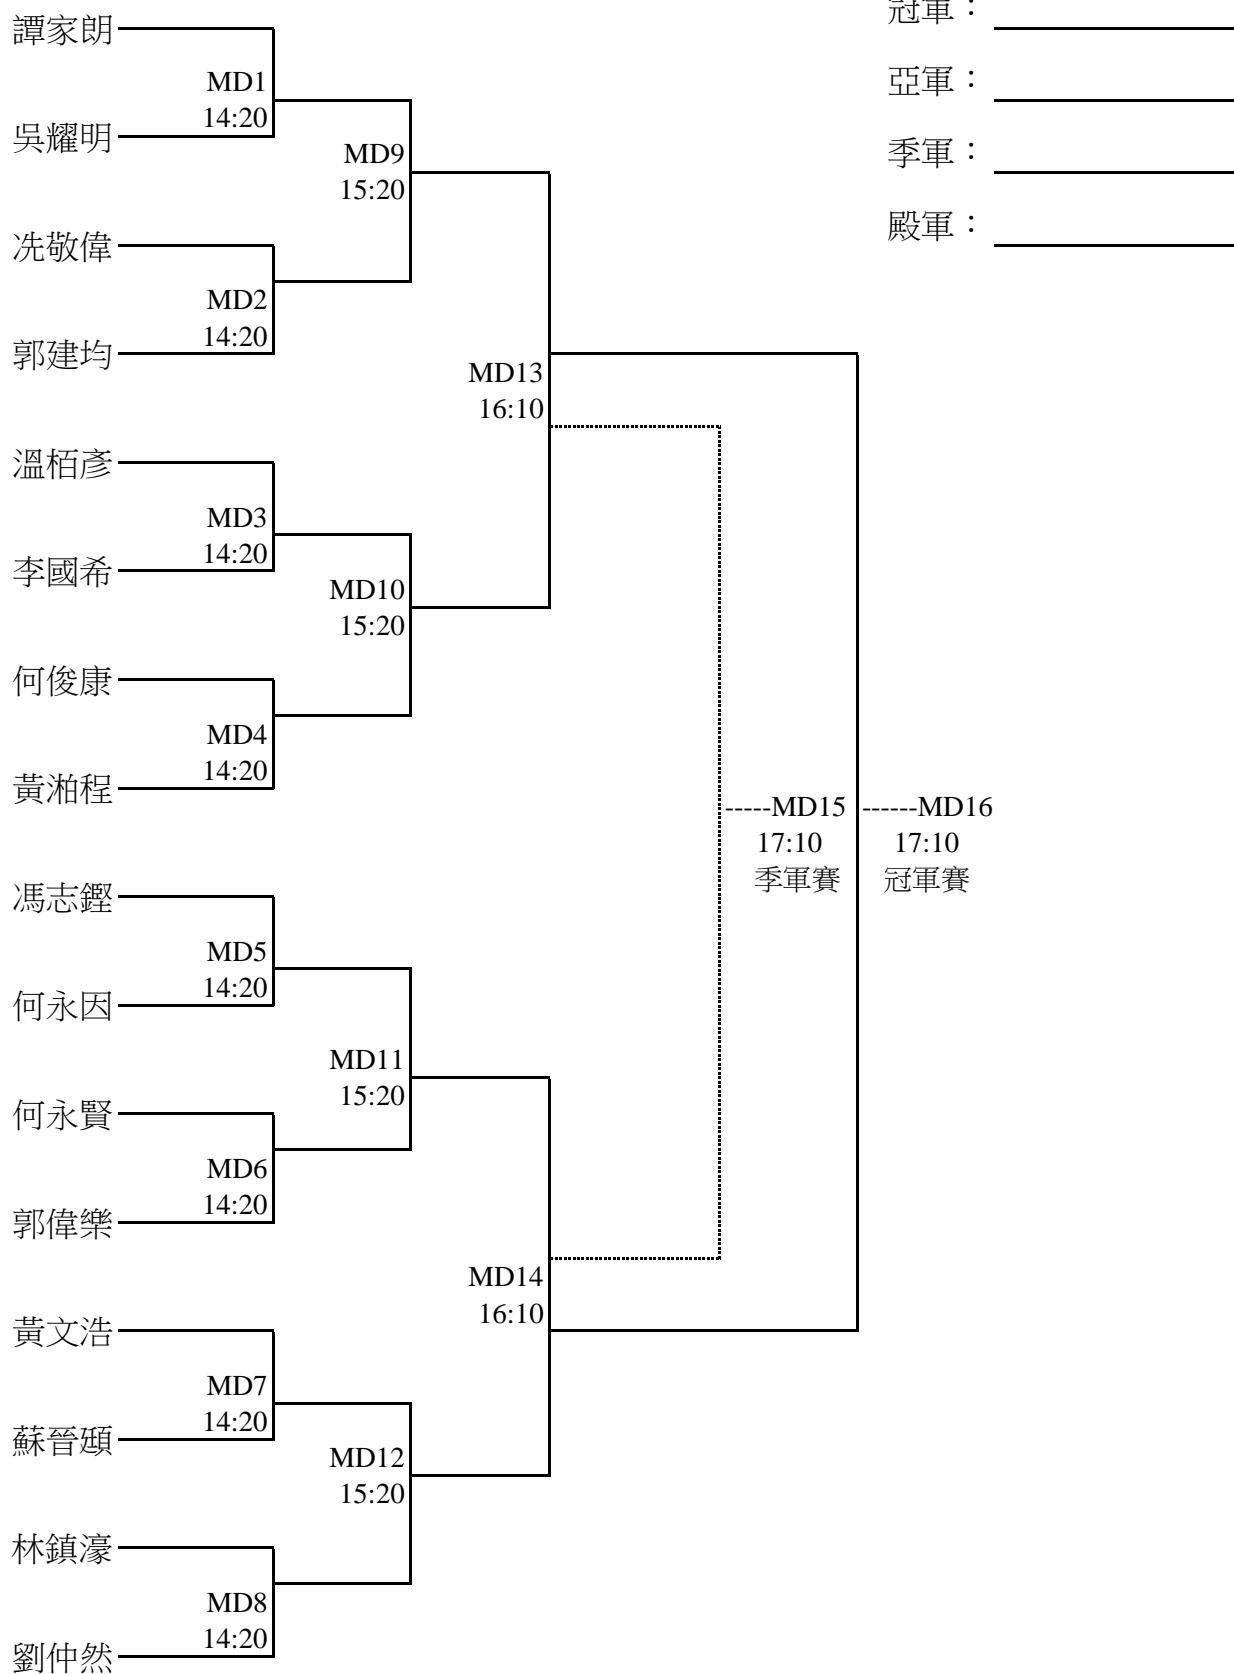 冠軍：
譚家朗
亞軍：
MD1
14:20
吳耀明
季軍：
MD9
15:20
殿軍：
冼敬偉
MD2
14:20
郭建均
MD13
16:10
溫栢彥
MD3
14:20
李國希
MD10
15:20
何俊康
MD4
14:20
黃湘程
-----MD15
17:10
季軍賽
------MD16
17:10
冠軍賽
馮志鏗
MD5
14:20
何永因
MD11
15:20
何永賢
MD6
14:20
郭偉樂
MD14
16:10
黃文浩
MD7
14:20
MD12
15:20
林鎮濠
MD8
14:20
劉仲然